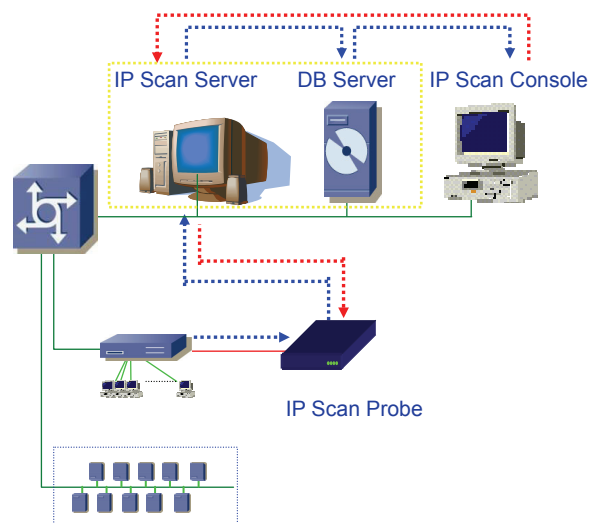 IP Scan Server
DB Server
IP Scan Console
IP Scan Probe